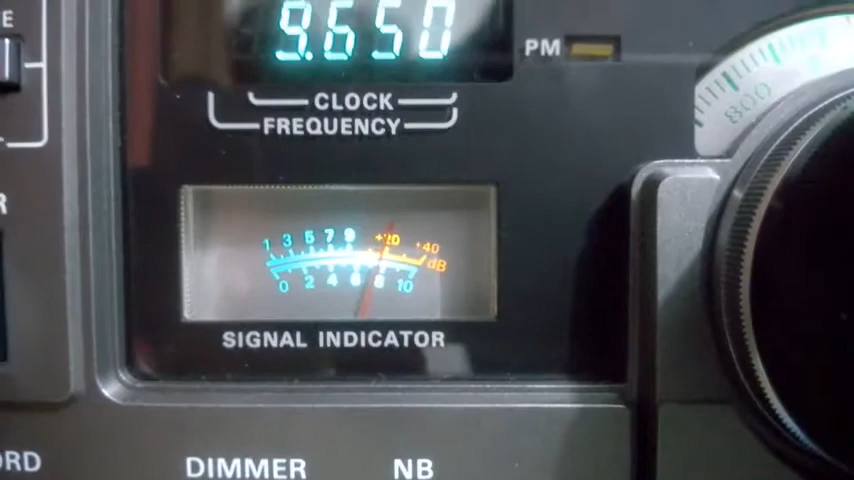 9.650
PM
CLOCK
FREQUENCY
800
1 3 5 7 9 +20 +40
dB
0 2 4 6 8 10
SIGNAL INDICATOR
DIMMER NB